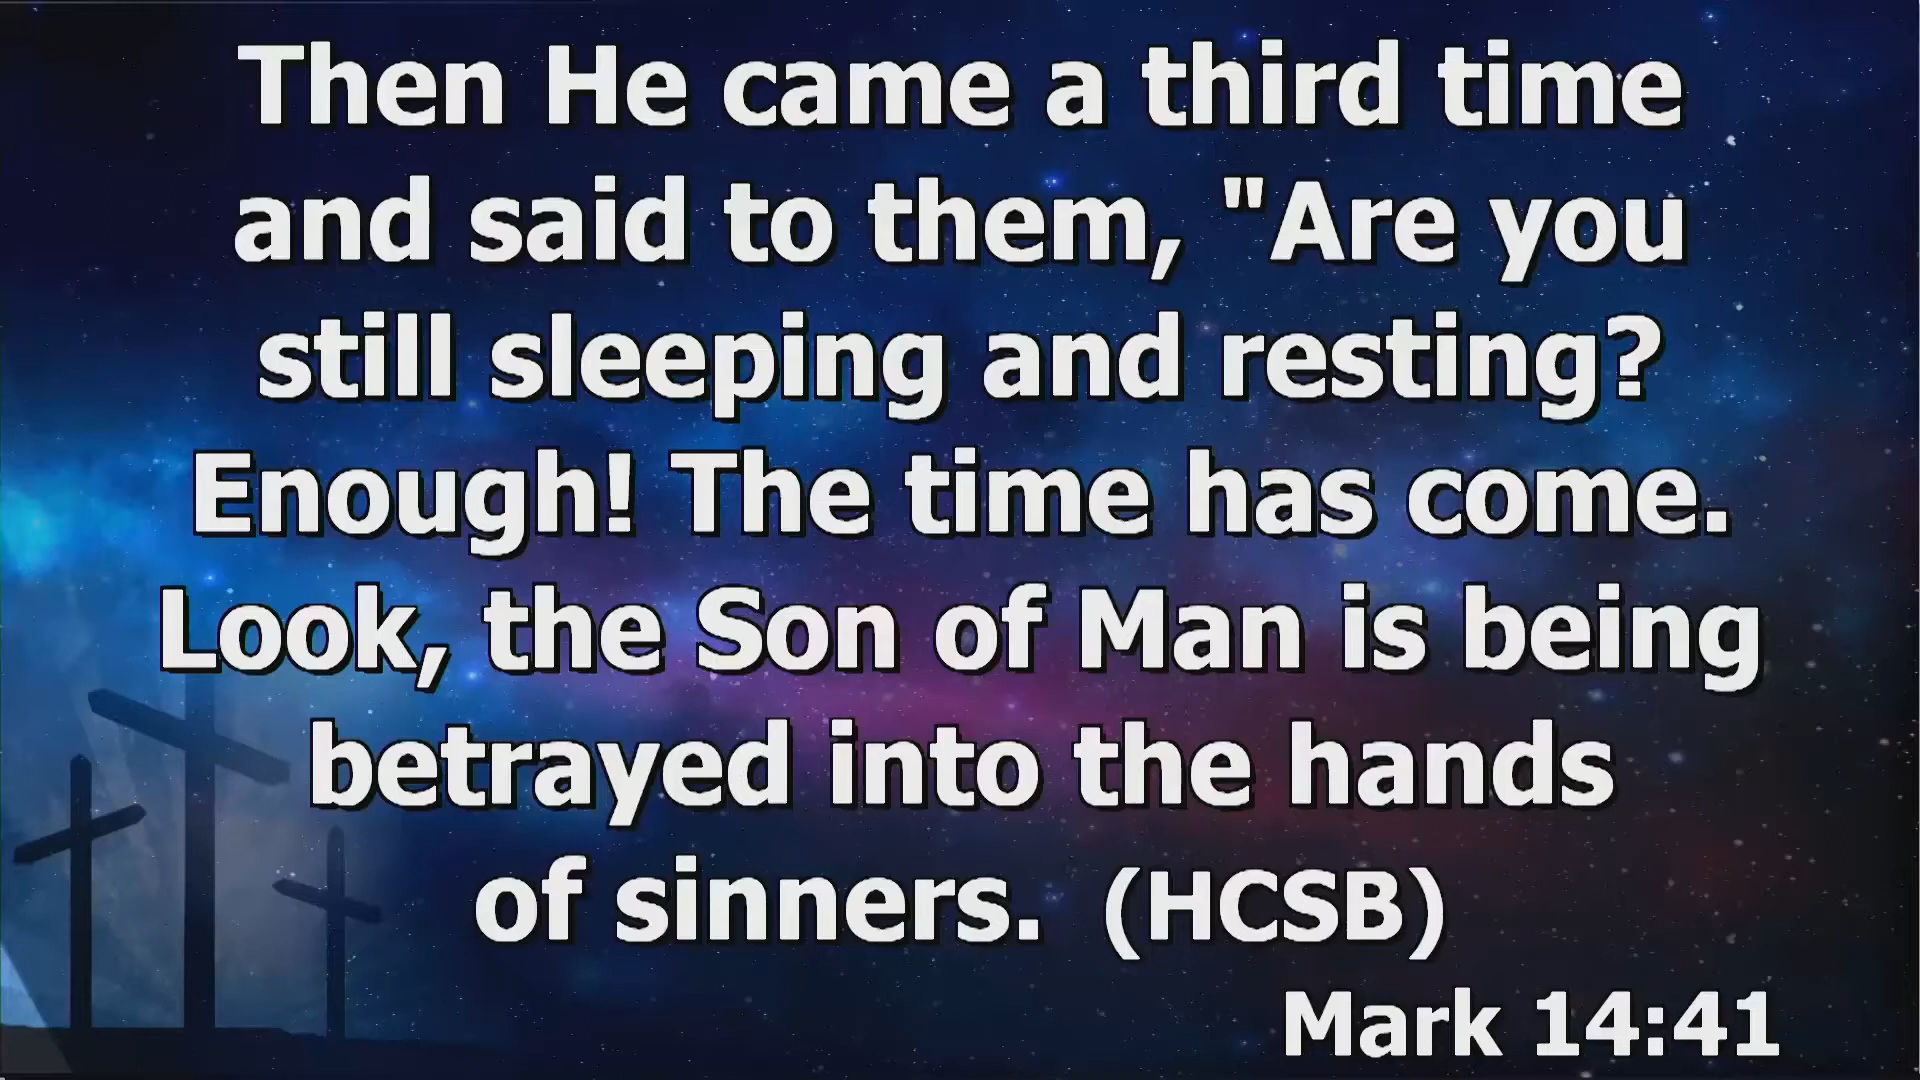 Then He came a third time
and said to them, "Are you
still sleeping and resting?
Enough! The time has come.
Look, the Son of Man is being
betrayed into the hands
of sinners.  (HCSB)
Mark 14:41